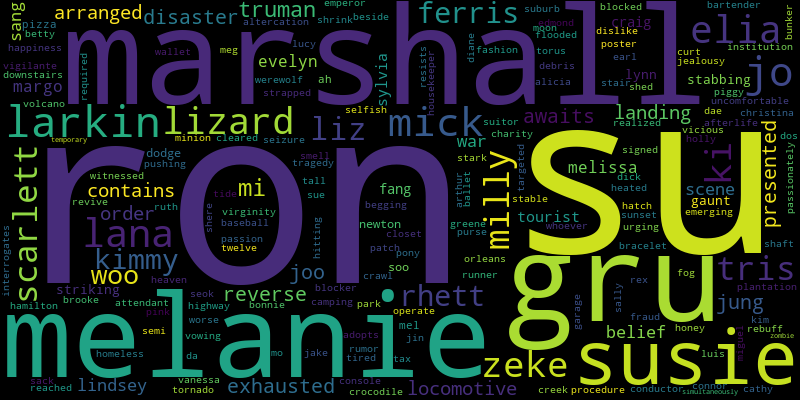 sang arranged disaster truman emperor suburb blocked bartender
pizza altercation shrink beside ferris craig elia bunker
betty moon dislike
happiness marshall edmond flooded poster institution
vigilante wallet meg lucy diane fashion torus earl curt
downstairs required evelyn resists debris jealousy jo
margo werewolf ah sylvia housekeeper alicia stair lynn stabbing
volcano strapped selfish shed piggy uncomfortable
larkin lizard liz mick suitor awaits landing dae christina
minion cleared seizure charity realized vicious afterlife
temporary dodge smell war signed holly dos
pushing tragedy stark su passionately
witnessed ron tall arthur ballet milly targeted melissa ki presented
scarlett contains mi fang dick heated scene
revive ruth tide virginity sue begging stable hatch gaunt
order shere baseball newton greene tourist sunset emerging
lana passion closet purse whoever urging
kimmy twelve hitting patch pony bracelet shaft
interrogates woo joo soo orleans fog tris
striking heaven blocker crawl runner gru rex plantation
hamilton brooke attendant seok reverse camping park rhett garage sally jung
pink highway bonnie operate fraud kim
melanie semi worse rumor mel belief honey rebuff
vowing adopts jin miguel zombie
homeless da mo jake tired tax zeke susie luis
sack lindsey vanessa exhausted console locomotive creek conductor connor cathy
reached tornado crocodile procedure simultaneously